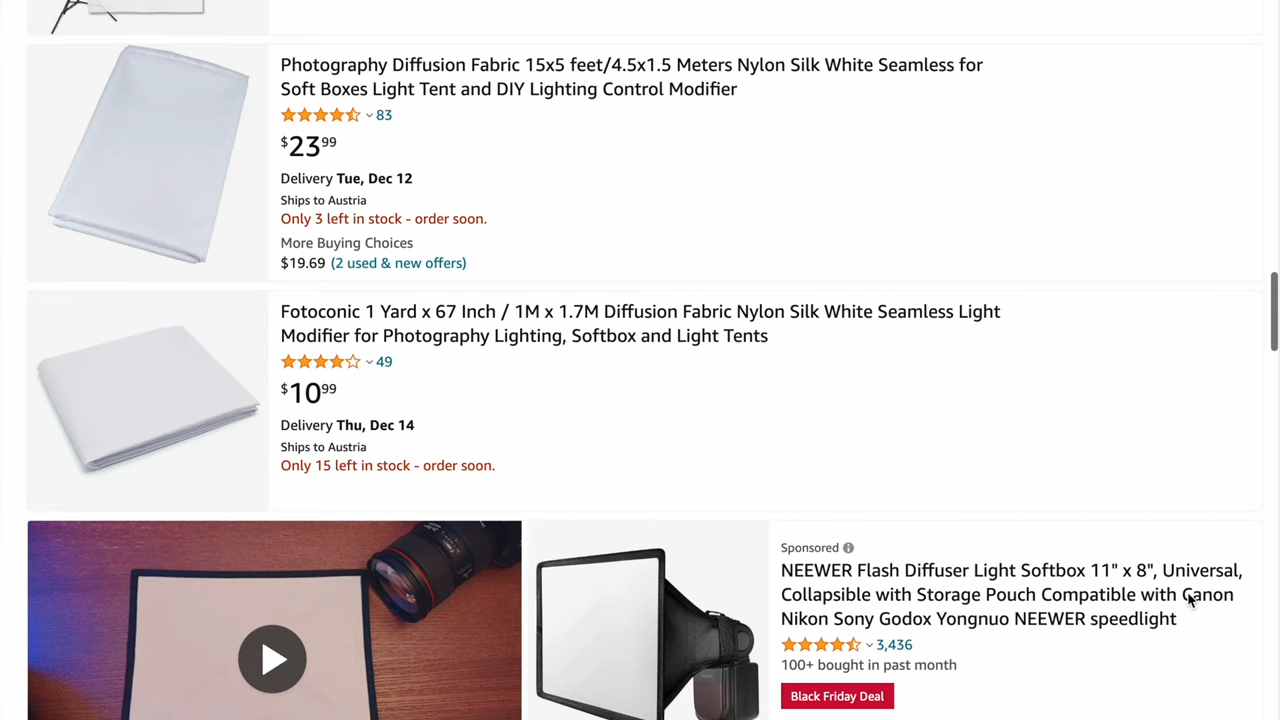 Photography Diffusion Fabric 15x5 feet/4.5x1.5 Meters Nylon Silk White Seamless for
Soft Boxes Light Tent and DIY Lighting Control Modifier
83
$23 99
Delivery Tue, Dec 12
Ships to Austria
Only 3 left in stock - order soon.
More Buying Choices
$19.69 (2 used & new offers)
Fotoconic 1 Yard x 67 Inch / 1M x 1.7M Diffusion Fabric Nylon Silk White Seamless Light
Modifier for Photography Lighting, Softbox and Light Tents
49
$10 99
Delivery Thu, Dec 14
Ships to Austria
Only 15 left in stock - order soon.
Sponsored
NEEWER Flash Diffuser Light Softbox 11" x 8", Universal,
Collapsible with Storage Pouch Compatible with Canon
Nikon Sony Godox Yongnuo NEEWER speedlight
3,436
100+ bought in past month
Black Friday Deal